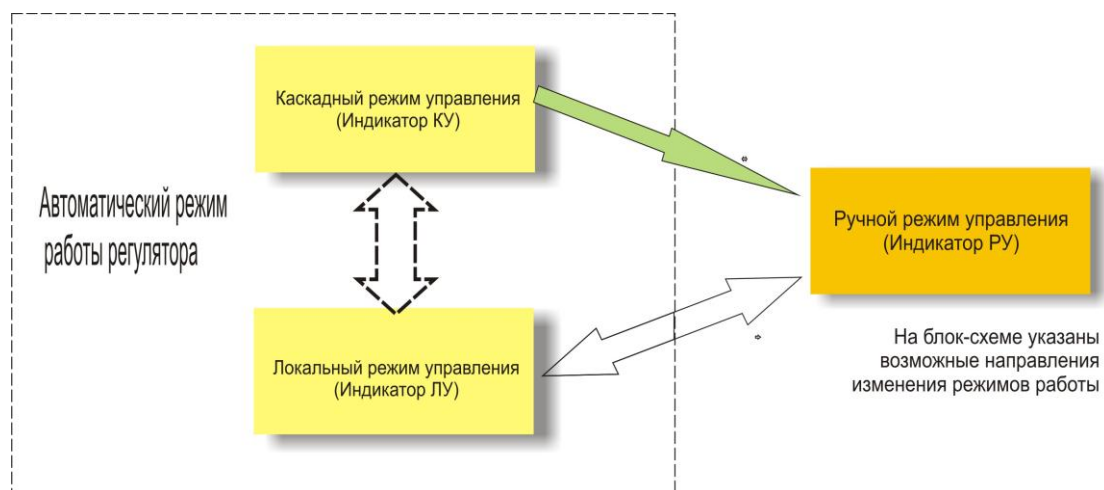 Каскадный режим управления
(Индикатор КУ)
Автоматический режим
работы регулятора
Ручной режим управления
(Индикатор РУ)
Локальный режим управления
(Индикатор ЛУ)
На блок-схеме указаны
возможные направления
изменения режимов работы